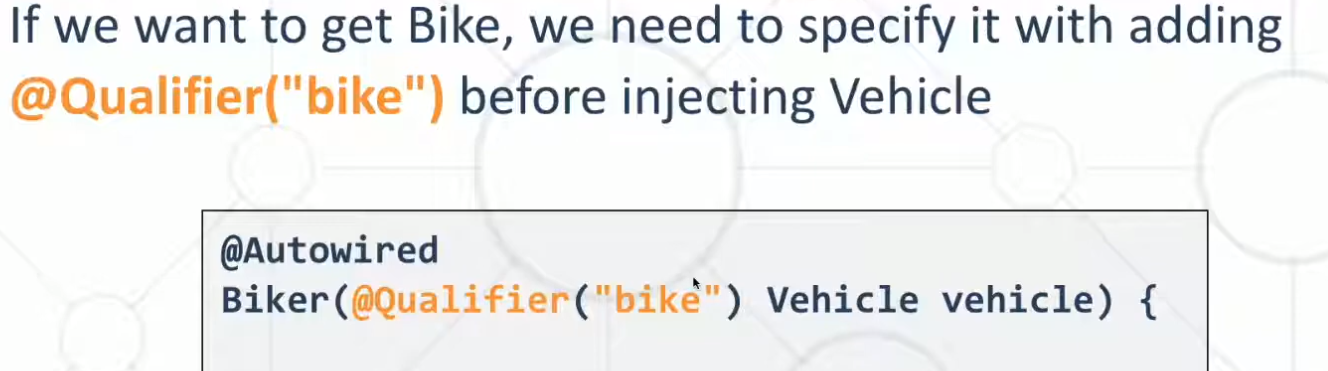 If we want to get Bike, we need to specify it with adding
@Qualifier("bike") before injecting Vehicle
@Autowired
Biker(@Qualifier("bike") Vehicle vehicle) {